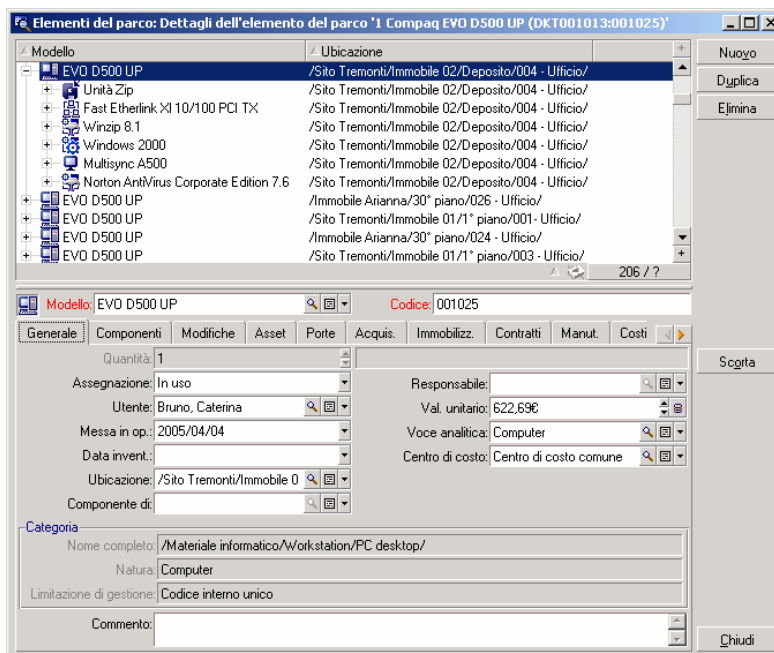 Elementi del parco: Dettagli dell'elemento del parco '1 Compaq EVO D500 UP (DKT001013:001025)'
Modello Ubicazione
EVO D500 UP /Sito Tremonti/Immobile 02/Deposito/004 - Ufficio/
Unità Zip /Sito Tremonti/Immobile 02/Deposito/004 - Ufficio/
Fast Etherlink XI 10/100 PCI TX /Sito Tremonti/Immobile 02/Deposito/004 - Ufficio/
Winzip 8.1 /Sito Tremonti/Immobile 02/Deposito/004 - Ufficio/
Windows 2000 /Sito Tremonti/Immobile 02/Deposito/004 - Ufficio/
Multisync A500 /Sito Tremonti/Immobile 02/Deposito/004 - Ufficio/
Norton AntiVirus Corporate Edition 7.6 /Sito Tremonti/Immobile 02/Deposito/004 - Ufficio/
EVO D500 UP /Immobile Arianna/30° piano/026 - Ufficio/
EVO D500 UP /Sito Tremonti/Immobile 01/1° piano/001- Ufficio/
EVO D500 UP /Immobile Arianna/30° piano/024 - Ufficio/
EVO D500 UP /Sito Tremonti/Immobile 01/1° piano/003 - Ufficio/
206 / ?
Nuovo
Duplica
Elimina
Modello: EVO D500 UP Codice: 001025
Generale Componenti Modifiche Asset Porte Acquis. Immobilizz. Contratti Manut. Costi
Quantità: 1
Scorta
Assegnazione: In uso Responsabile:
Utente: Bruno, Caterina Val. unitario: 622,69€
Messa in op.: 2005/04/04 Voce analitica: Computer
Data invent.: Centro di costo: Centro di costo comune
Ubicazione: /Sito Tremonti/Immobile 0
Componente di:
Categoria
Nome completo: /Materiale informatico/Workstation/PC desktop/
Natura: Computer
Limitazione di gestione: Codice interno unico
Commento:
Chiudi